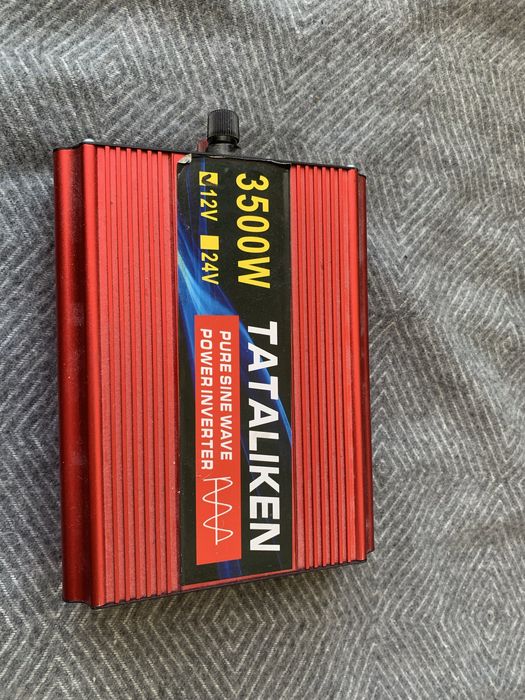 3500W
12V 24V
TATALIKEN
PURE SINE WAVE
POWER INVERTER